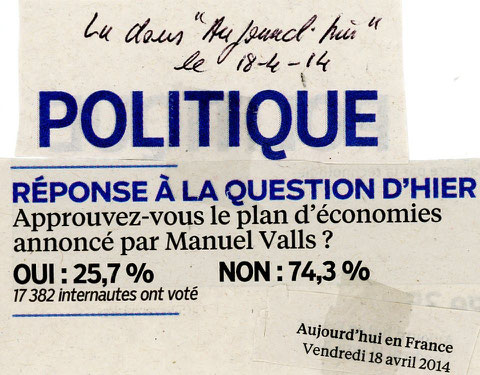 Lu dans "Aujourd'hui"
le 18-4-14
POLITIQUE
RÉPONSE À LA QUESTION D'HIER
Approuvez-vous le plan d'économies
annoncé par Manuel Valls ?
OUI : 25,7 % NON : 74,3 %
17 382 internautes ont voté
Aujourd'hui en France
Vendredi 18 avril 2014